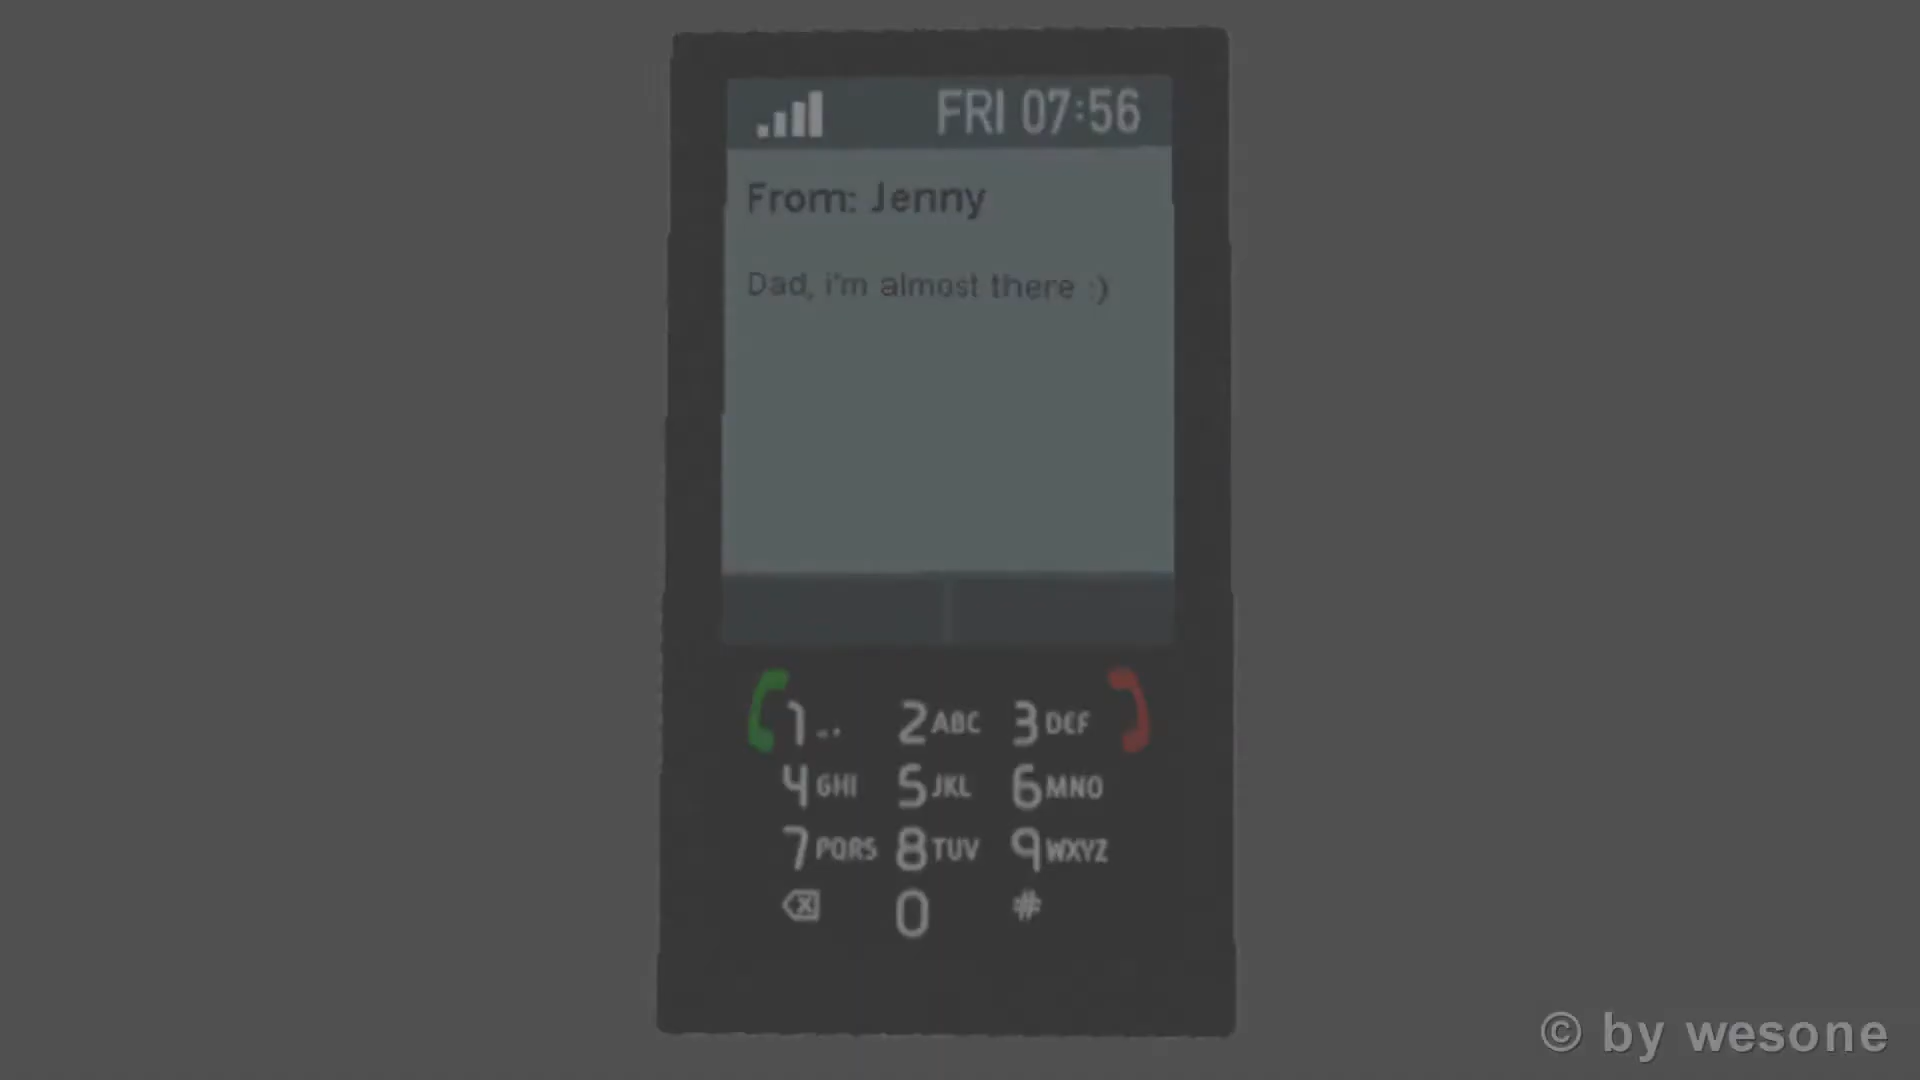 FRI 07:56
From: Jenny
Dad, i'm almost there :)
1 .,
2 ABC 3 DEF
4 GHI 5 JKL 6 MNO
7 PQRS 8 TUV 9 WXYZ
0 #
© by wesone